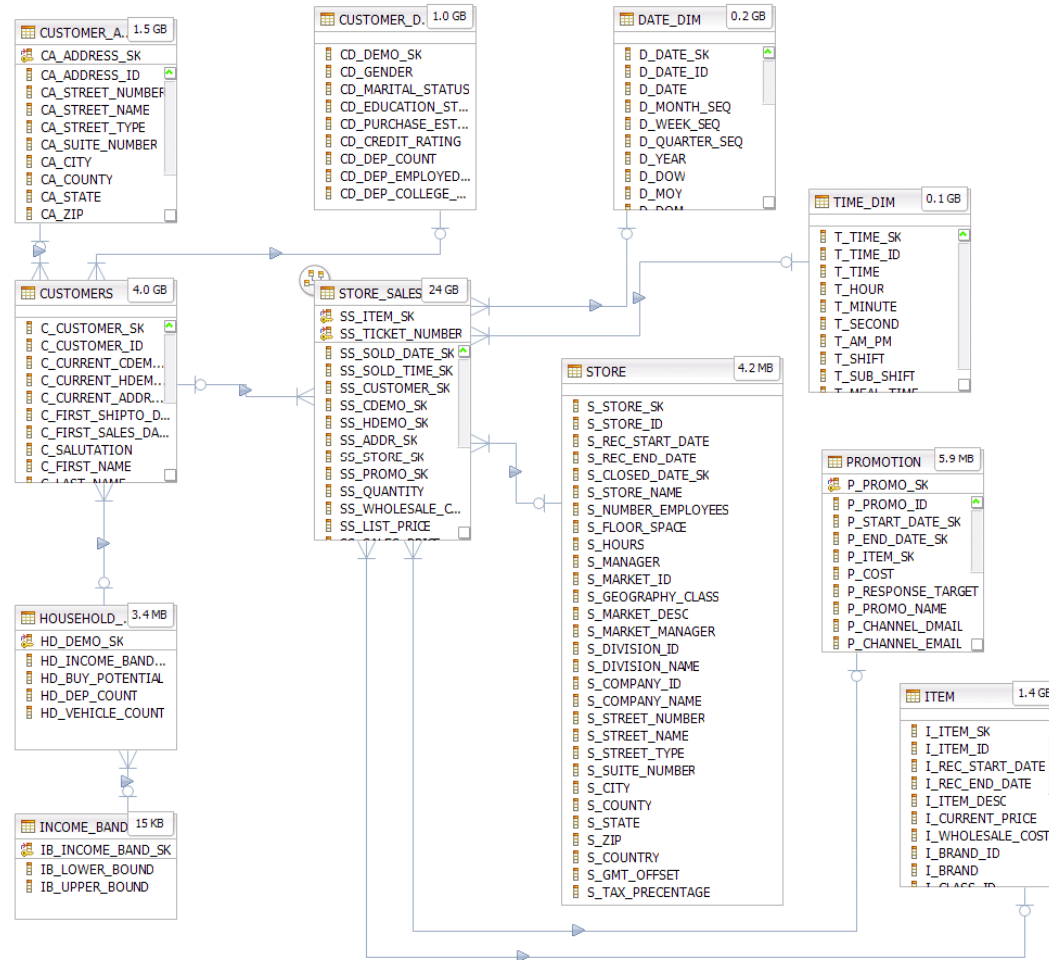 CUSTOMER_A..
1.5 GB
CA_ADDRESS_SK
CA_ADDRESS_ID
CA_STREET_NUMBER
CA_STREET_NAME
CA_STREET_TYPE
CA_SUITE_NUMBER
CA_CITY
CA_COUNTY
CA_STATE
CA_ZIP
CUSTOMER_D.
1.0 GB
CD_DEMO_SK
CD_GENDER
CD_MARITAL_STATUS
CD_EDUCATION_ST...
CD_PURCHASE_EST...
CD_CREDIT_RATING
CD_DEP_COUNT
CD_DEP_EMPLOYED...
CD_DEP_COLLEGE_...
DATE_DIM
0.2 GB
D_DATE_SK
D_DATE_ID
D_DATE
D_MONTH_SEQ
D_WEEK_SEQ
D_QUARTER_SEQ
D_YEAR
D_DOW
D_MOY
D_DOM
TIME_DIM
0.1 GB
T_TIME_SK
T_TIME_ID
T_TIME
T_HOUR
T_MINUTE
T_SECOND
T_AM_PM
T_SHIFT
T_SUB_SHIFT
T_MEAL_TIME
CUSTOMERS
4.0 GB
C_CUSTOMER_SK
C_CUSTOMER_ID
C_CURRENT_CDEM...
C_CURRENT_HDEM...
C_CURRENT_ADDR...
C_FIRST_SHIPTO_D...
C_FIRST_SALES_DA...
C_SALUTATION
C_FIRST_NAME
C_LAST_NAME
STORE_SALES
24 GB
SS_ITEM_SK
SS_TICKET_NUMBER
SS_SOLD_DATE_SK
SS_SOLD_TIME_SK
SS_CUSTOMER_SK
SS_CDEMO_SK
SS_HDEMO_SK
SS_ADDR_SK
SS_STORE_SK
SS_PROMO_SK
SS_QUANTITY
SS_WHOLESALE_C...
SS_LIST_PRICE
SS_SALES_PRICE
STORE
4.2 MB
S_STORE_SK
S_STORE_ID
S_REC_START_DATE
S_REC_END_DATE
S_CLOSED_DATE_SK
S_STORE_NAME
S_NUMBER_EMPLOYEES
S_FLOOR_SPACE
S_HOURS
S_MANAGER
S_MARKET_ID
S_GEOGRAPHY_CLASS
S_MARKET_DESC
S_MARKET_MANAGER
S_DIVISION_ID
S_DIVISION_NAME
S_COMPANY_ID
S_COMPANY_NAME
S_STREET_NUMBER
S_STREET_NAME
S_STREET_TYPE
S_SUITE_NUMBER
S_CITY
S_COUNTY
S_STATE
S_ZIP
S_COUNTRY
S_GMT_OFFSET
S_TAX_PRECENTAGE
PROMOTION
5.9 MB
P_PROMO_SK
P_PROMO_ID
P_START_DATE_SK
P_END_DATE_SK
P_ITEM_SK
P_COST
P_RESPONSE_TARGET
P_PROMO_NAME
P_CHANNEL_DMAIL
P_CHANNEL_EMAIL
HOUSEHOLD_.
3.4 MB
HD_DEMO_SK
HD_INCOME_BAND...
HD_BUY_POTENTIAL
HD_DEP_COUNT
HD_VEHICLE_COUNT
ITEM
1.4 GB
I_ITEM_SK
I_ITEM_ID
I_REC_START_DATE
I_REC_END_DATE
I_ITEM_DESC
I_CURRENT_PRICE
I_WHOLESALE_COST
I_BRAND_ID
I_BRAND
I_CLASS_ID
INCOME_BAND
15 KB
IB_INCOME_BAND_SK
IB_LOWER_BOUND
IB_UPPER_BOUND